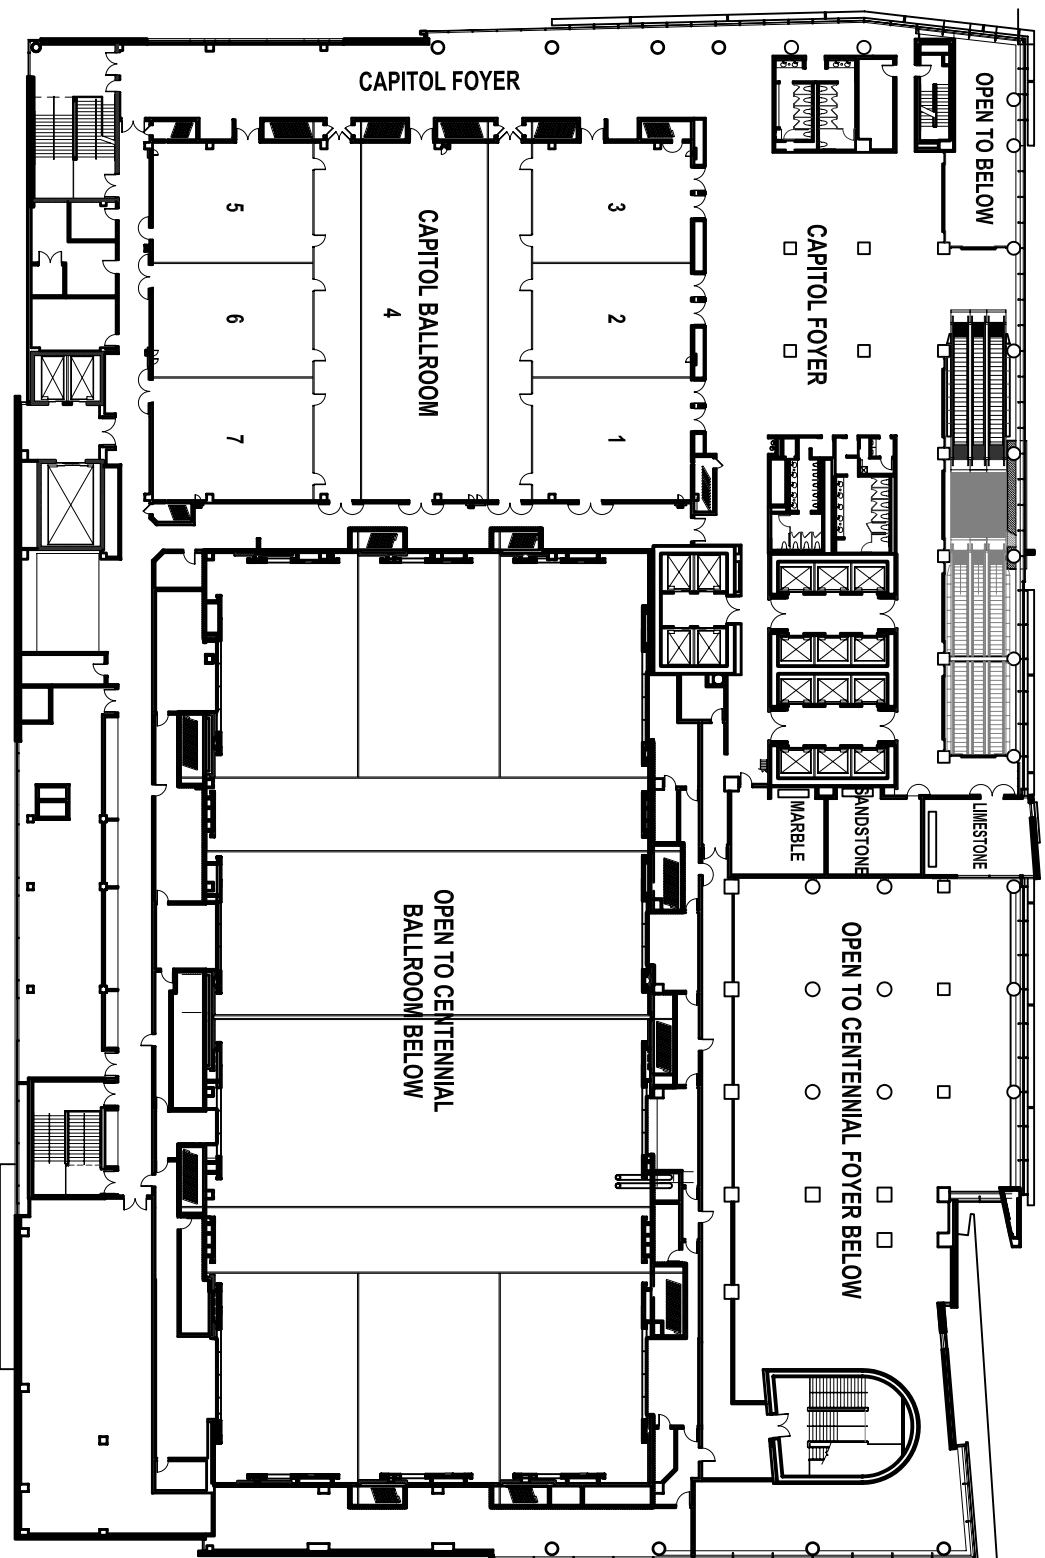 CAPITOL FOYER
OPEN TO BELOW
5
3
CAPITOL BALLROOM
CAPITOL FOYER
6
4
2
7
1
MARBLE
SANDSTONE
LIMESTONE
OPEN TO CENTENNIAL
BALLROOM BELOW
OPEN TO CENTENNIAL FOYER BELOW